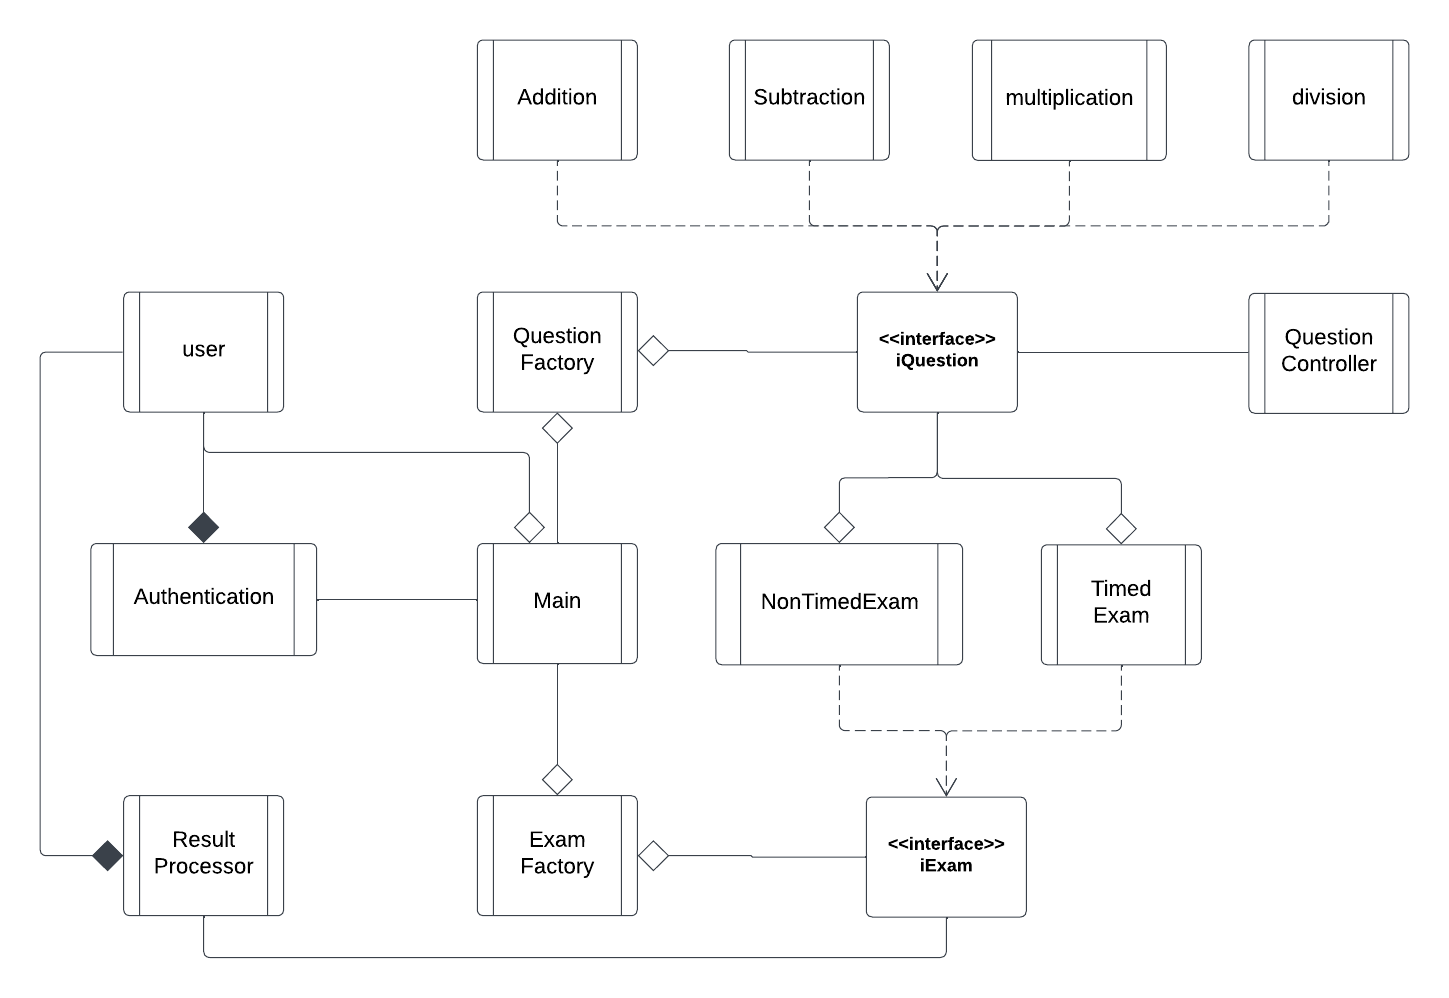 Addition
Subtraction
multiplication
division
user
Question
Factory
<<interface>>
iQuestion
Question
Controller
Authentication
Main
NonTimedExam
Timed
Exam
Result
Processor
Exam
Factory
<<interface>>
iExam